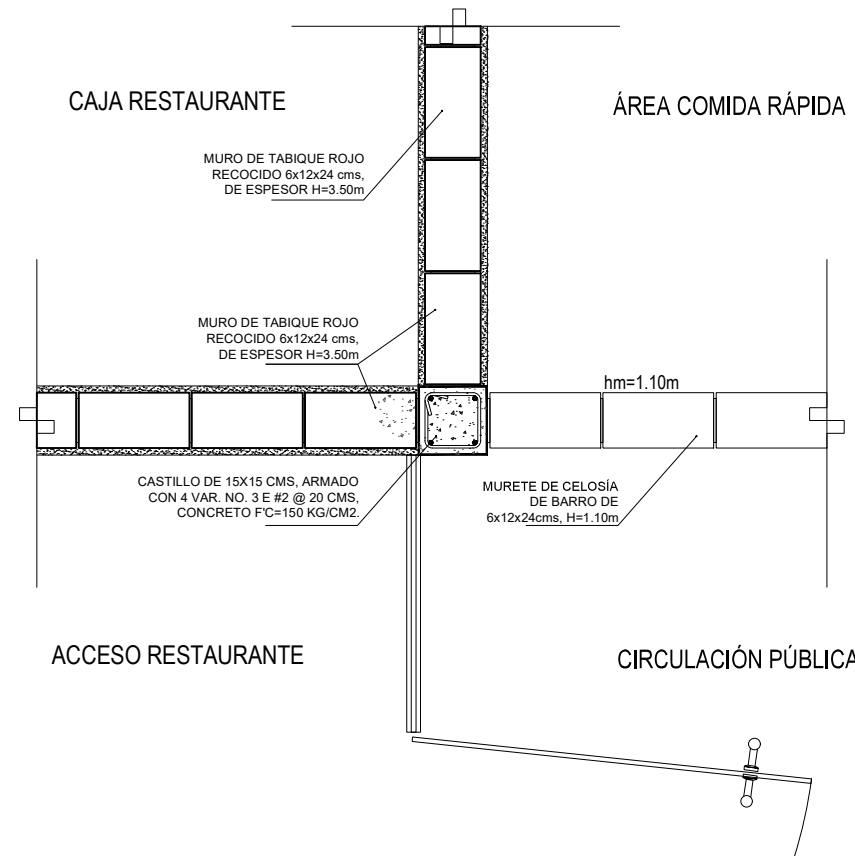 CAJA RESTAURANTE
ÁREA COMIDA RÁPIDA
MURO DE TABIQUE ROJO
RECOCIDO 6x12x24 cms,
DE ESPESOR H=3.50m
MURO DE TABIQUE ROJO
RECOCIDO 6x12x24 cms,
DE ESPESOR H=3.50m
hm=1.10m
CASTILLO DE 15X15 CMS, ARMADO
CON 4 VAR. NO. 3 E #2 @ 20 CMS,
CONCRETO F'C=150 KG/CM2.
MURETE DE CELOSÍA
DE BARRO DE
6x12x24cms, H=1.10m
ACCESO RESTAURANTE
CIRCULACIÓN PÚBLICA